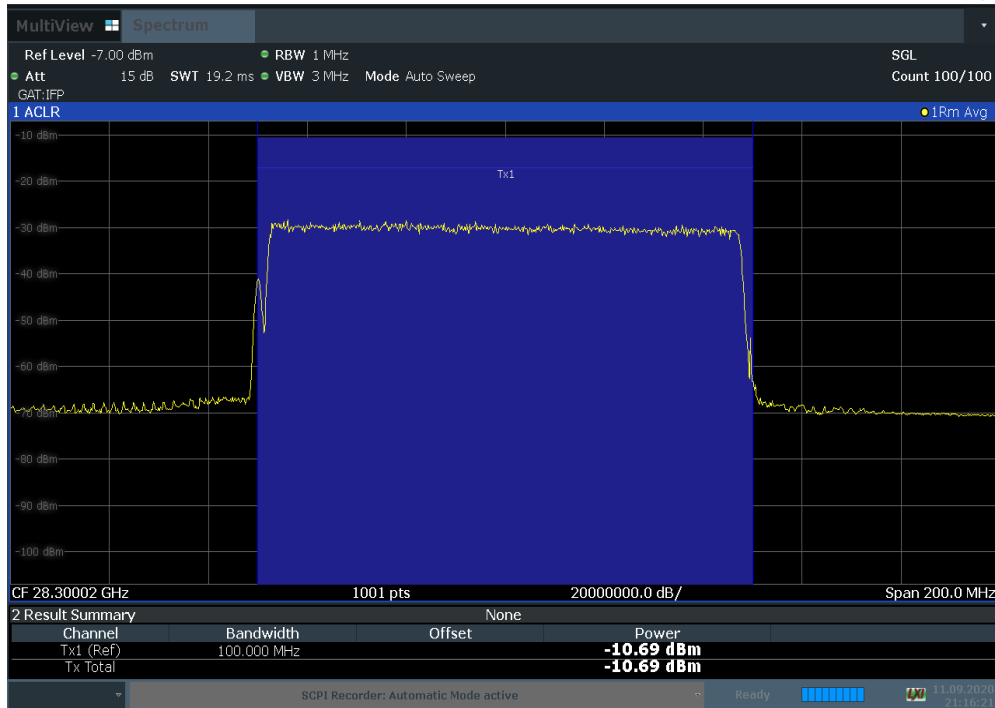 MultiView Spectrum
Ref Level -7.00 dBm RBW 1 MHz SGL
Att 15 dB SWT 19.2 ms VBW 3 MHz Mode Auto Sweep Count 100/100
GAT:IFP
1 ACLR 1Rm Avg
-10 dBm
Tx1
-20 dBm
-30 dBm
-40 dBm
-50 dBm
-60 dBm
-70 dBm
-80 dBm
-90 dBm
-100 dBm
CF 28.30002 GHz 1001 pts 20000000.0 dB/ Span 200.0 MHz
2 Result Summary None
Channel Bandwidth Offset Power
Tx1 (Ref) 100.000 MHz -10.69 dBm
Tx Total -10.69 dBm
SCPI Recorder: Automatic Mode active Ready LXI 11.09.2020
21:16:21